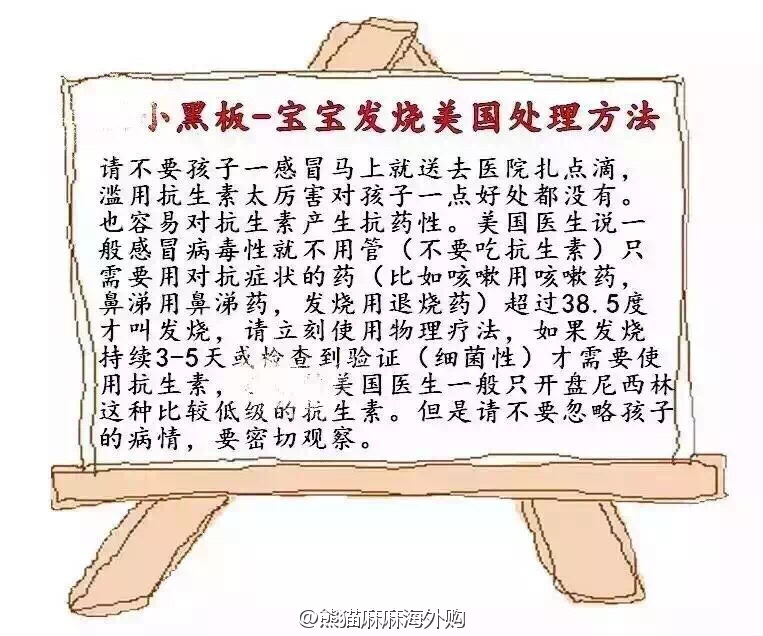 小黑板-宝宝发烧美国处理方法
请不要孩子一感冒马上就送去医院扎点滴，
滥用抗生素太厉害对孩子一点好处都没有。
也容易对抗生素产生抗药性。美国医生说一
般感冒病毒性就不用管（不要吃抗生素）只
需要用对抗症状的药（比如咳嗽用咳嗽药，
鼻涕用鼻涕药，发烧用退烧药）超过38.5度
才叫发烧，请立刻使用物理疗法，如果发烧
持续3-5天或检查到验证（细菌性）才需要使
用抗生素，美国医生一般只开盘尼西林
这种比较低级的抗生素。但是请不要忽略孩子
的病情，要密切观察。
@熊猫麻麻海外购